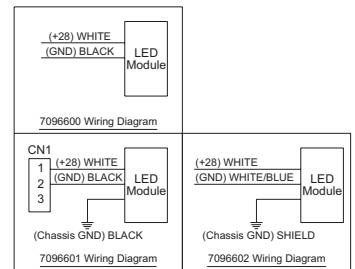 (+28) WHITE
(GND) BLACK
LED
Module
7096600 Wiring Diagram
CN1
1
2
3
(+28) WHITE
(GND) BLACK
LED
Module
(Chassis GND) BLACK
7096601 Wiring Diagram
(+28) WHITE
(GND) WHITE/BLUE
LED
Module
(Chassis GND) SHIELD
7096602 Wiring Diagram